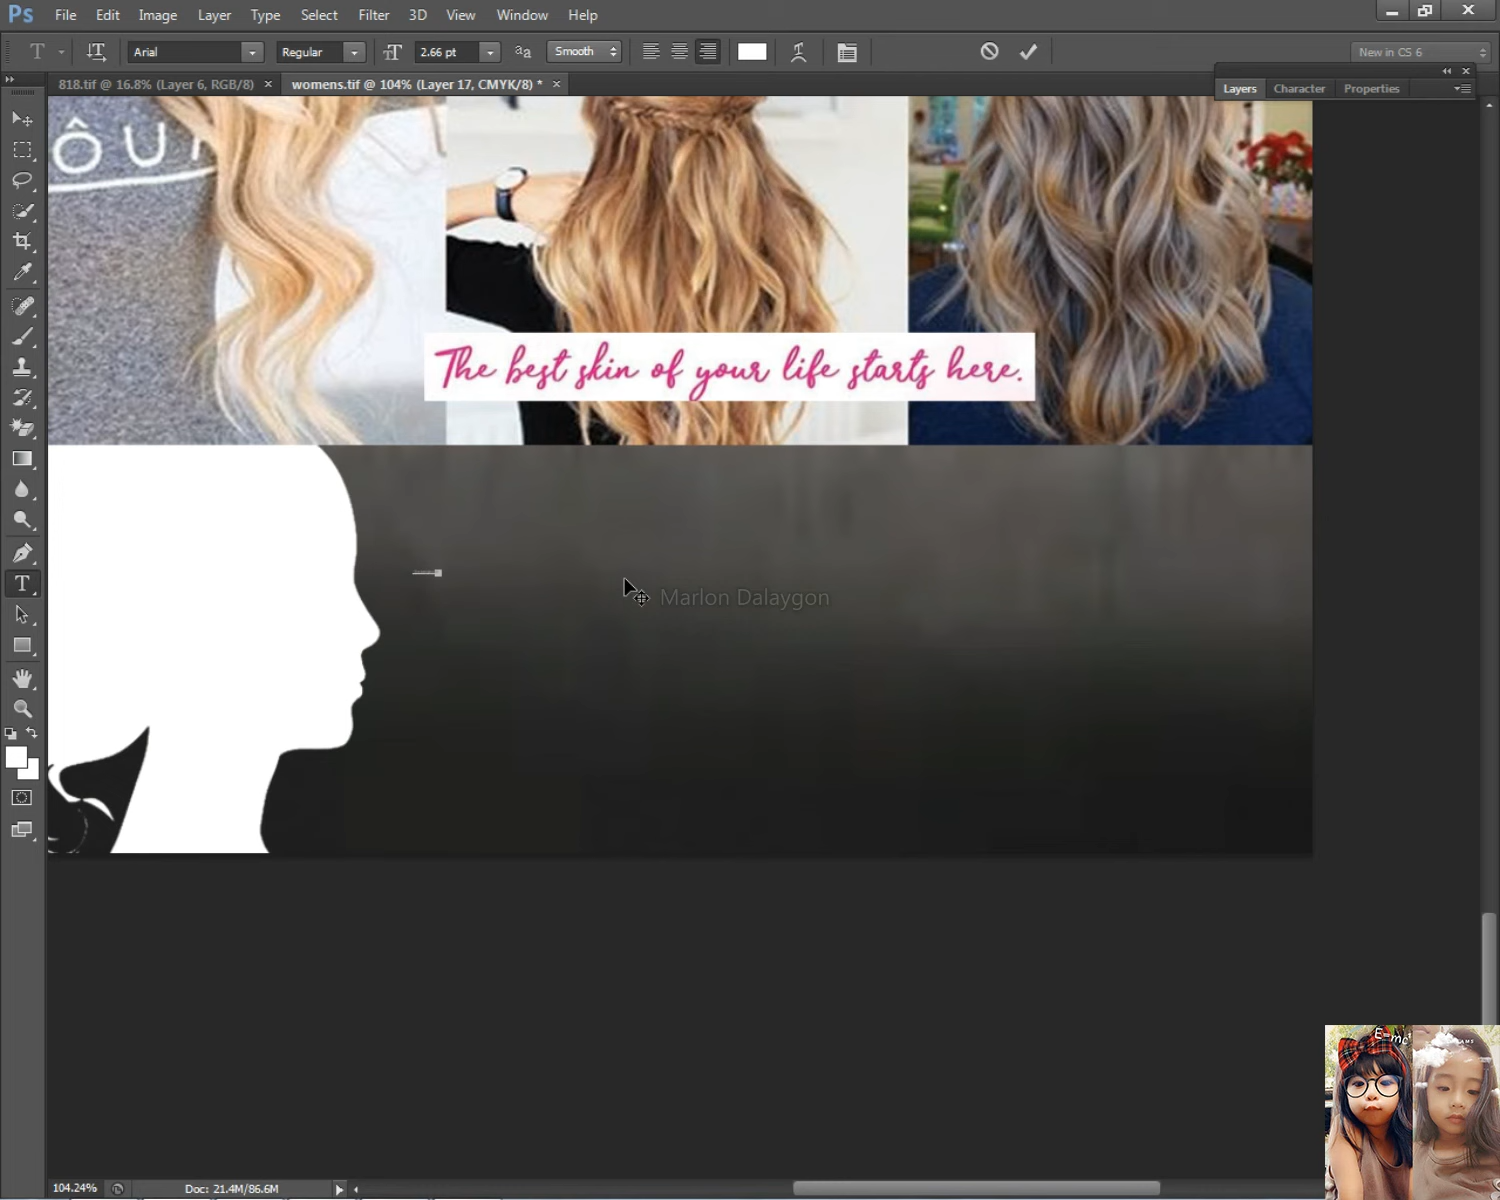 Ps File Edit Image Layer Type Select Filter 3D View Window Help
T Arial Regular 2.66 pt aa Smooth New in CS 6
818.tif @ 16.8% (Layer 6, RGB/8) × womens.tif @ 104% (Layer 17, CMYK/8) * ×
Layers Character Properties
ÔUR
The best skin of your life starts here.
Marlon Dalaygon
T
E=mc²
104.24% Doc: 21.4M/86.6M